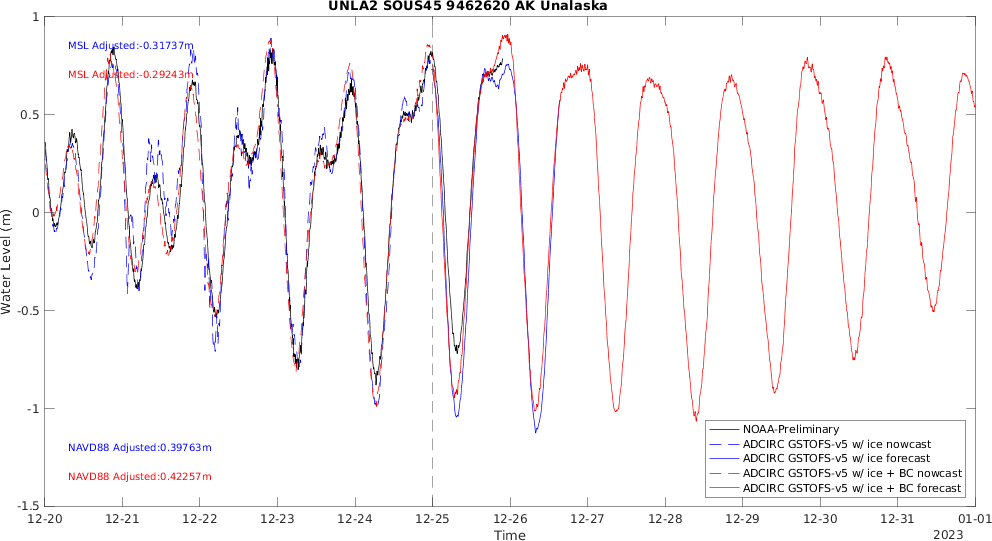 UNLA2 SOUS45 9462620 AK Unalaska
MSL Adjusted:-0.31737m
MSL Adjusted:-0.29243m
NAVD88 Adjusted:0.39763m
NAVD88 Adjusted:0.42257m
Water Level (m)
1
0.5
0
-0.5
-1
-1.5
NOAA-Preliminary
ADCIRC GSTOFS-v5 w/ ice nowcast
ADCIRC GSTOFS-v5 w/ ice forecast
ADCIRC GSTOFS-v5 w/ ice + BC nowcast
ADCIRC GSTOFS-v5 w/ ice + BC forecast
12-20 12-21 12-22 12-23 12-24 12-25 12-26 12-27 12-28 12-29 12-30 12-31 01-01
Time
2023